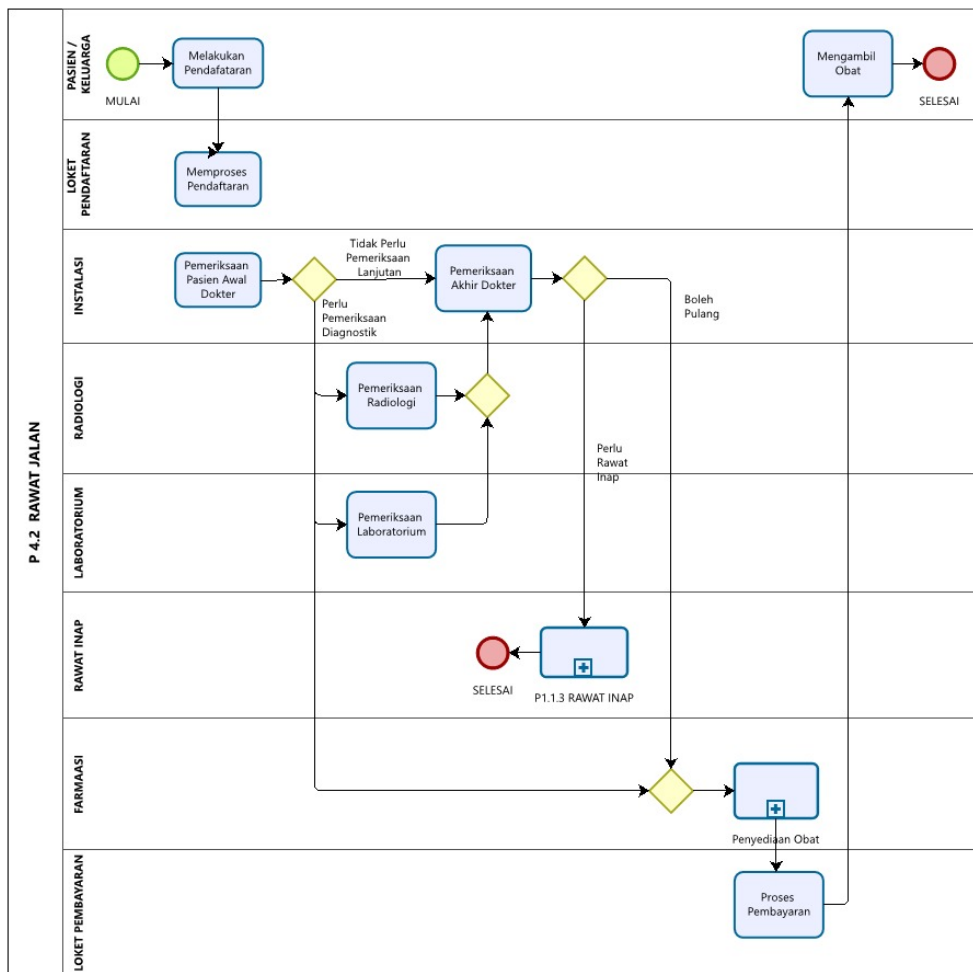 P 4.2 RAWAT JALAN
PASIEN /
KELUARGA
MULAI
Melakukan
Pendafataran
Mengambil
Obat
SELESAI
LOKET
PENDAFTARAN
Memproses
Pendaftaran
INSTALASI
Pemeriksaan
Pasien Awal
Dokter
Tidak Perlu
Pemeriksaan
Lanjutan
Perlu
Pemeriksaan
Diagnostik
Pemeriksaan
Akhir Dokter
Boleh
Pulang
RADIOLOGI
Pemeriksaan
Radiologi
Perlu
Rawat
Inap
LABORATORIUM
Pemeriksaan
Laboratorium
RAWAT INAP
SELESAI
P1.1.3 RAWAT INAP
FARMAASI
Penyediaan Obat
LOKET PEMBAYARAN
Proses
Pembayaran